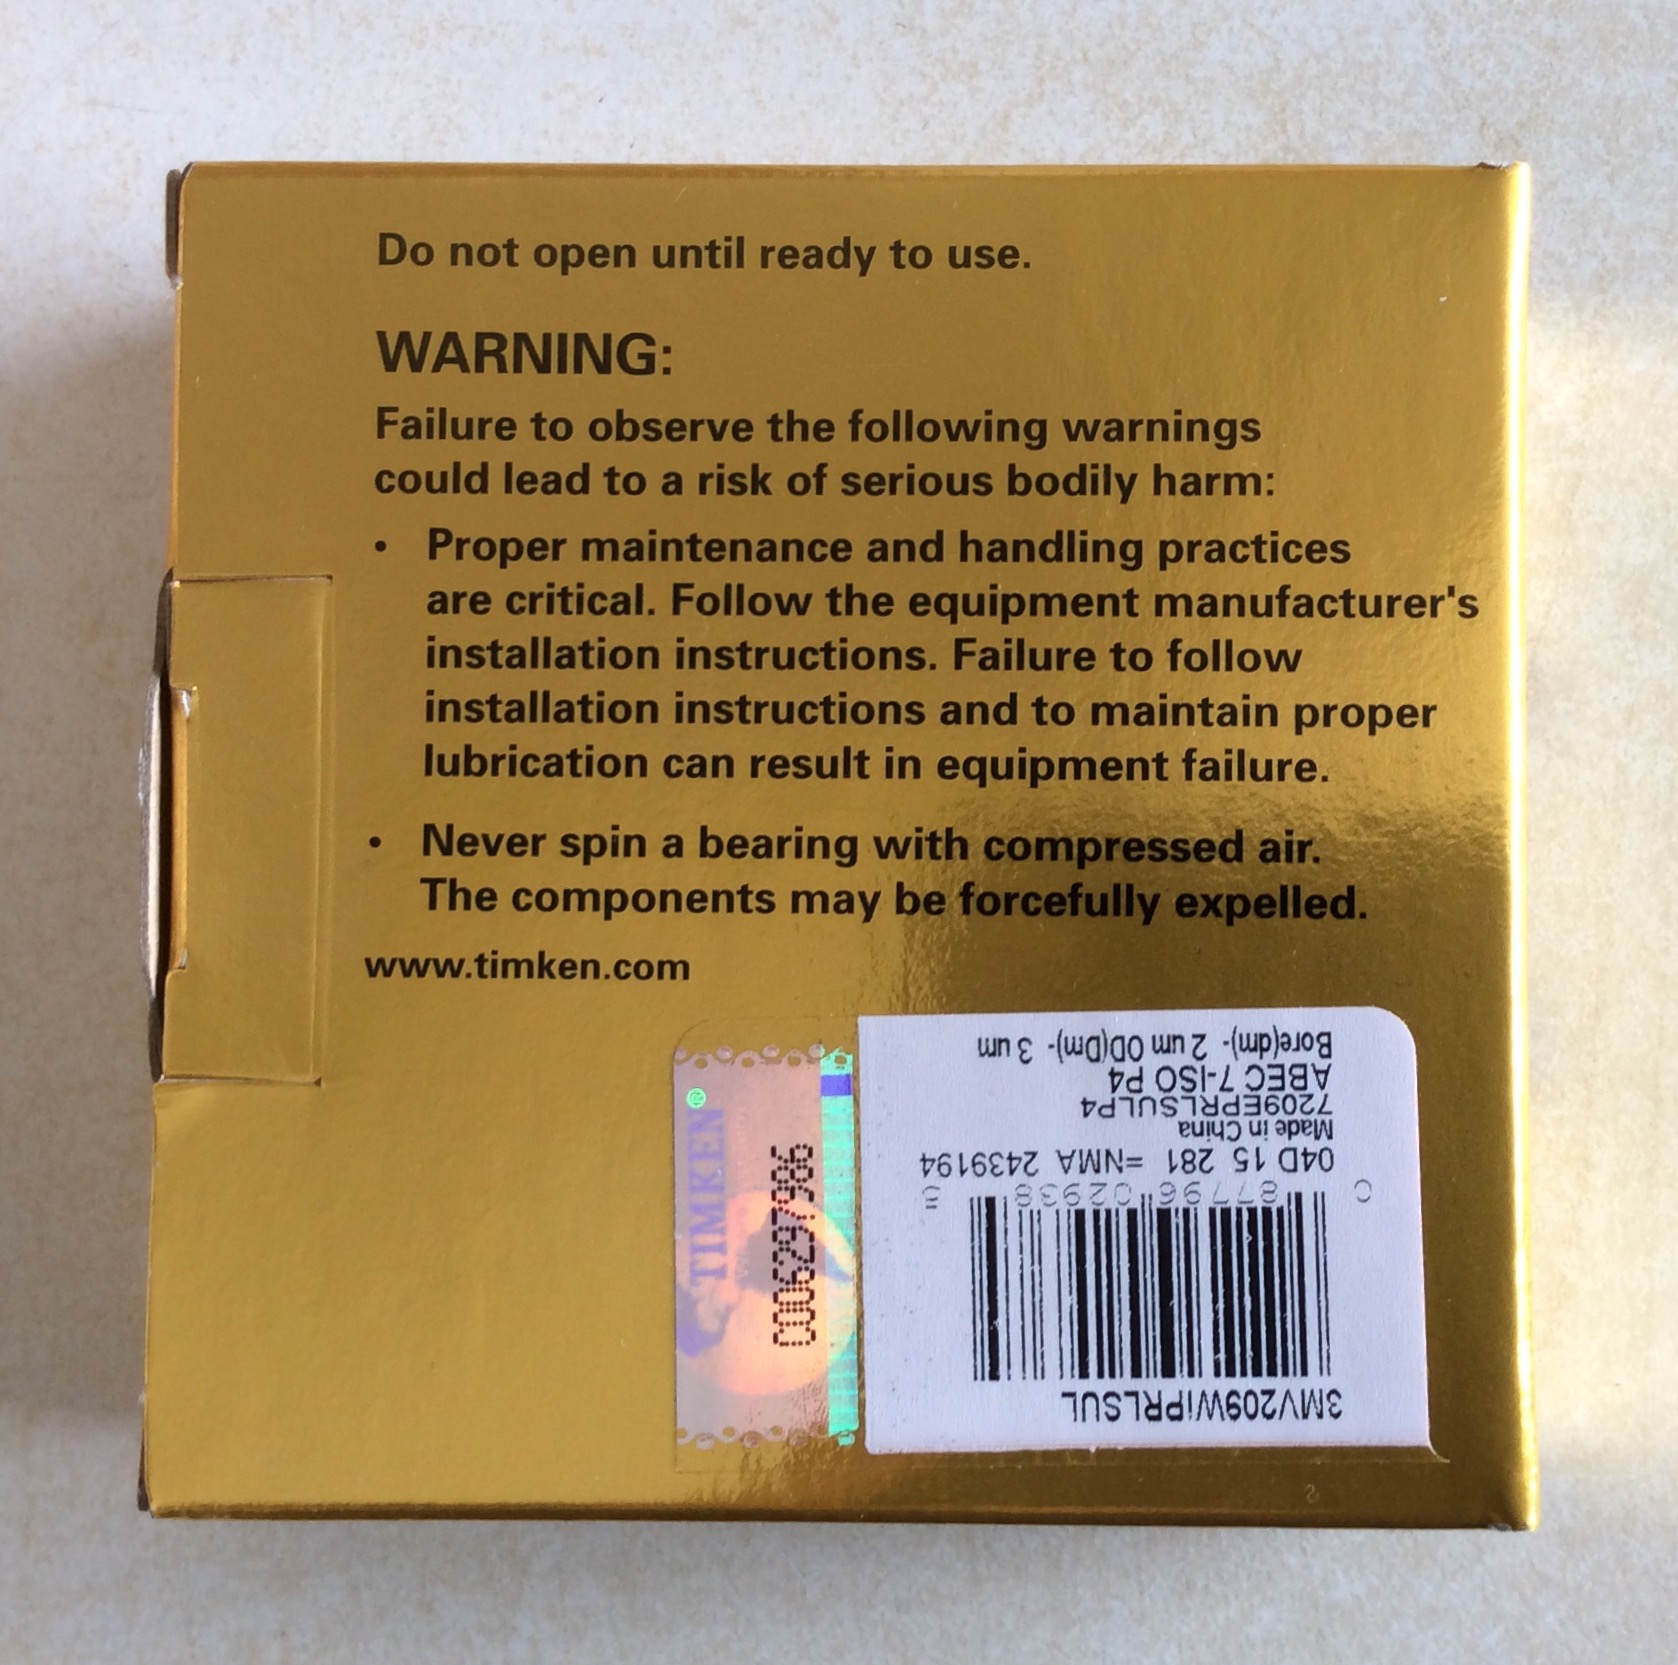 Do not open until ready to use.
WARNING:
Failure to observe the following warnings
could lead to a risk of serious bodily harm:
• Proper maintenance and handling practices
are critical. Follow the equipment manufacturer's
installation instructions. Failure to follow
installation instructions and to maintain proper
lubrication can result in equipment failure.
• Never spin a bearing with compressed air.
The components may be forcefully expelled.
www.timken.com
TIMKEN
3MV209WiPRLSUL
0 87796 02938 3
04D 15 281 =NMA 2439194
Made in China
7209EPRLSULP4
ABEC 7-ISO P4
Bore(dm)- 2 um OD(Dm)- 3 um